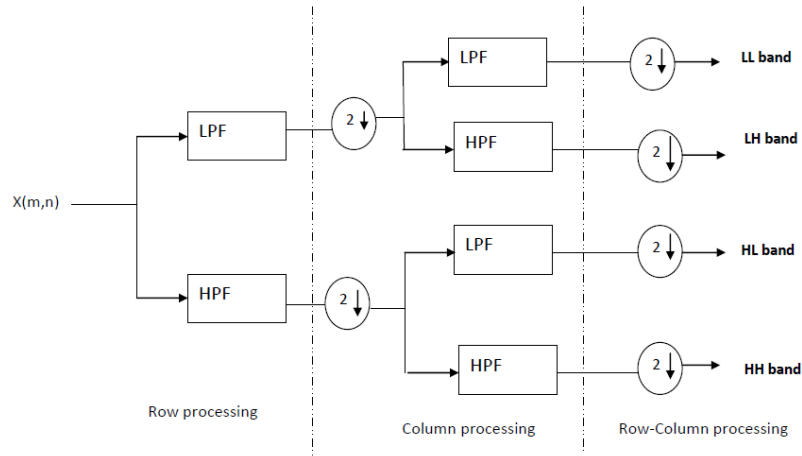 LPF
2
LL band
LPF
2
HPF
2
LH band
X(m,n)
LPF
2
HL band
HPF
2
HPF
2
HH band
Row processing
Column processing
Row-Column processing